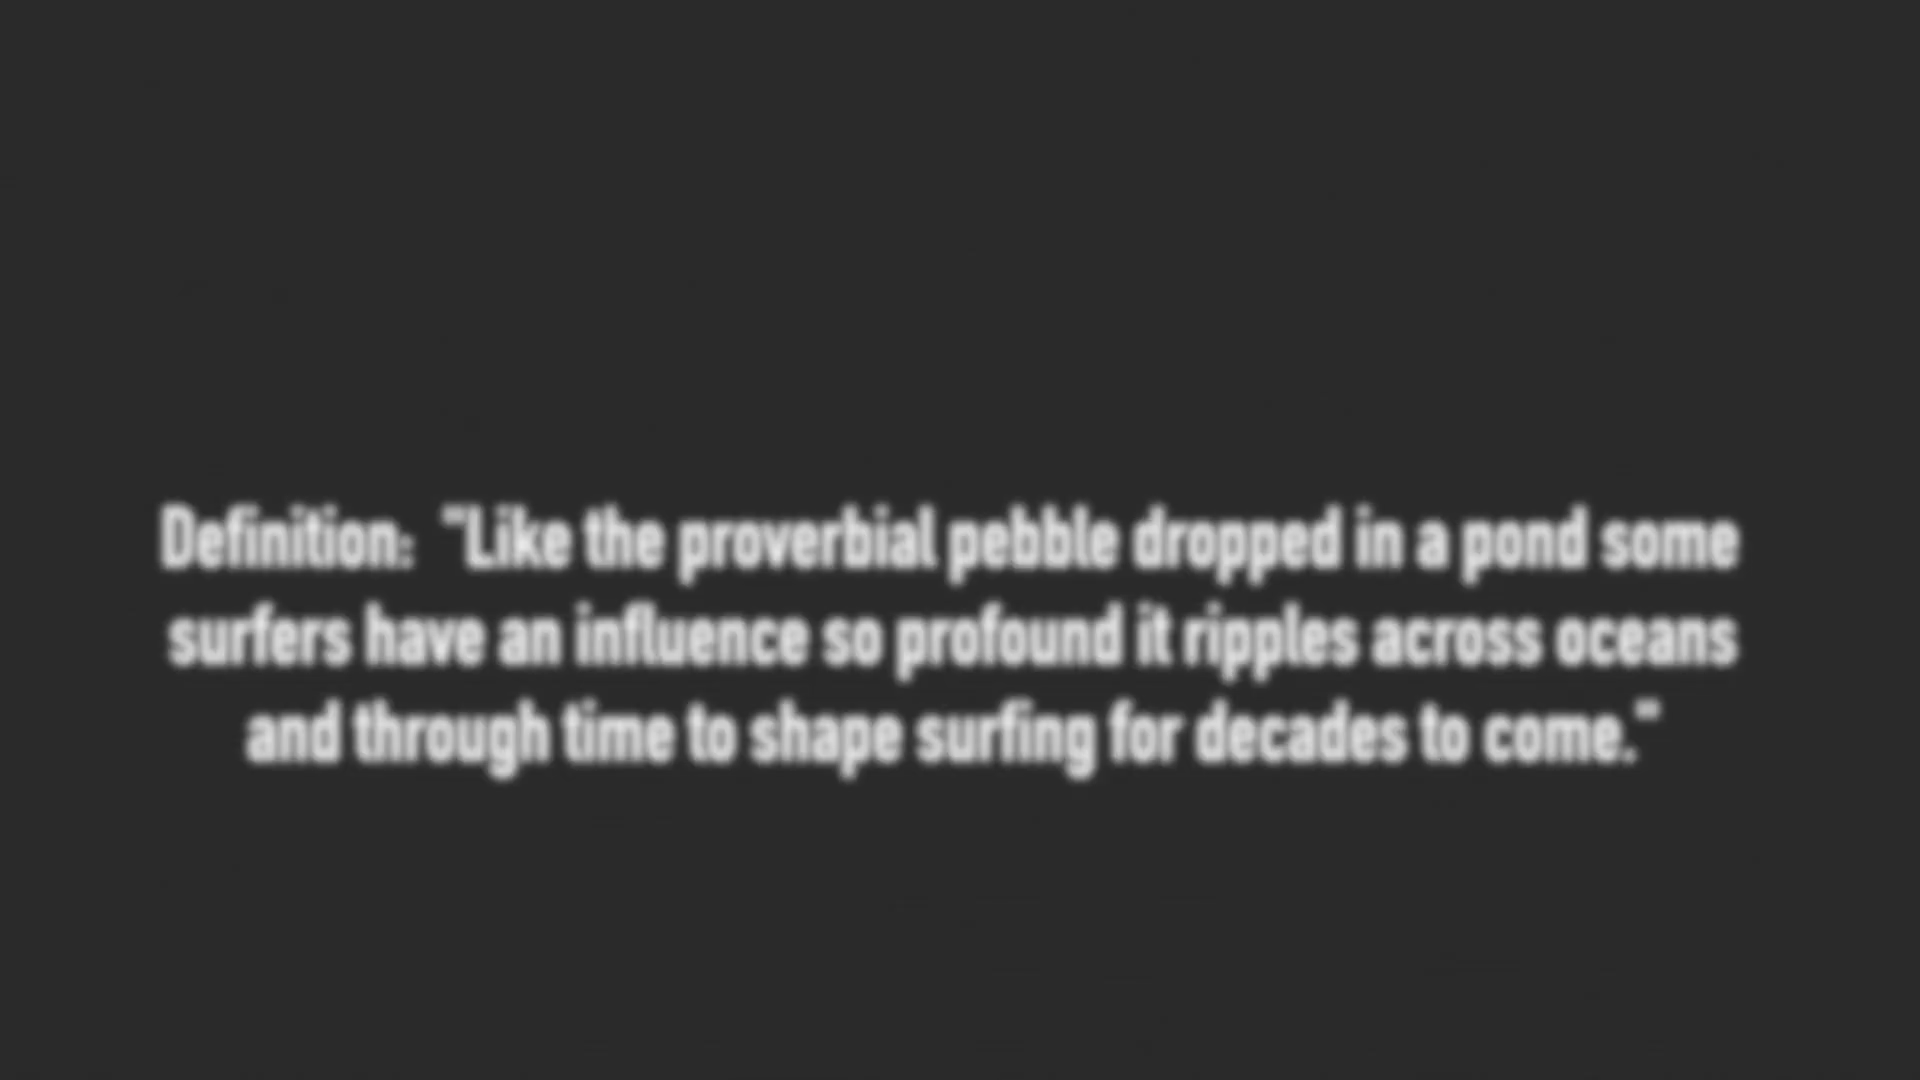 Definition:  "Like the proverbial pebble dropped in a pond some
surfers have an influence so profound it ripples across oceans
and through time to shape surfing for decades to come."